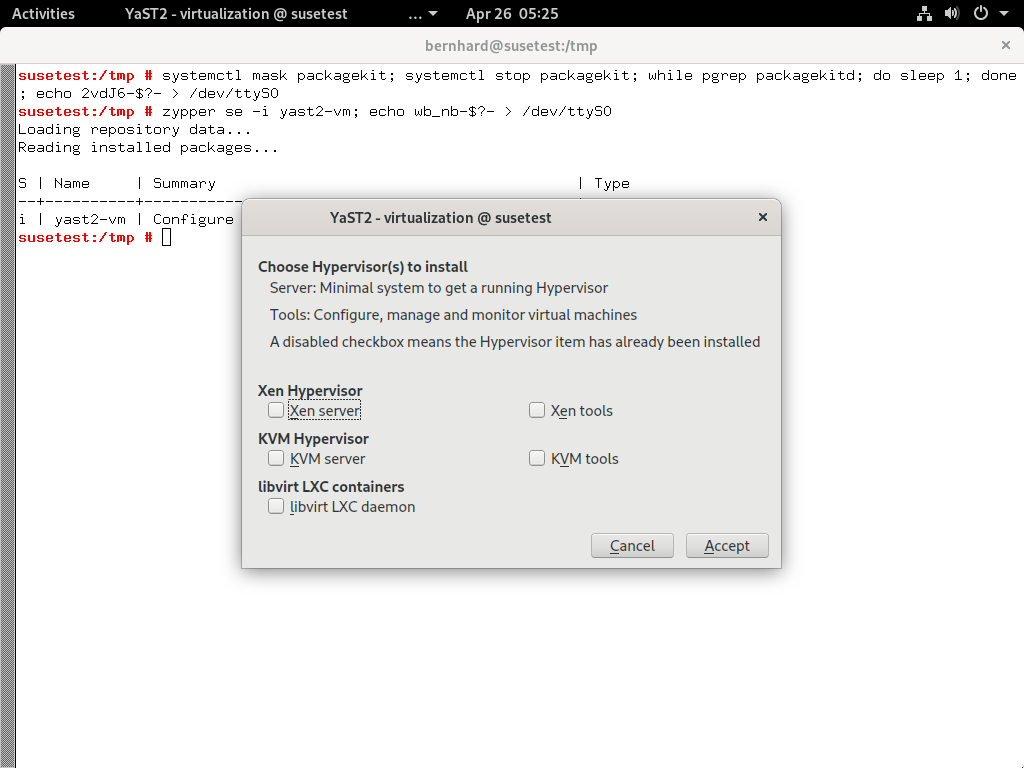 Activities YaST2 - virtualization @ susetest ... Apr 26 05:25
bernhard@susetest:/tmp ×
susetest:/tmp # systemctl mask packagekit; systemctl stop packagekit; while pgrep packagekitd; do sleep 1; done
; echo 2vdJ6-$?- > /dev/ttyS0
susetest:/tmp # zypper se -i yast2-vm; echo wb_nb-$?- > /dev/ttyS0
Loading repository data...
Reading installed packages...
S | Name | Summary | Type
--+----------+-----------
i | yast2-vm | Configure
susetest:/tmp #
YaST2 - virtualization @ susetest ×
Choose Hypervisor(s) to install
Server: Minimal system to get a running Hypervisor
Tools: Configure, manage and monitor virtual machines
A disabled checkbox means the Hypervisor item has already been installed
Xen Hypervisor
Xen server Xen tools
KVM Hypervisor
KVM server KVM tools
libvirt LXC containers
libvirt LXC daemon
Cancel Accept